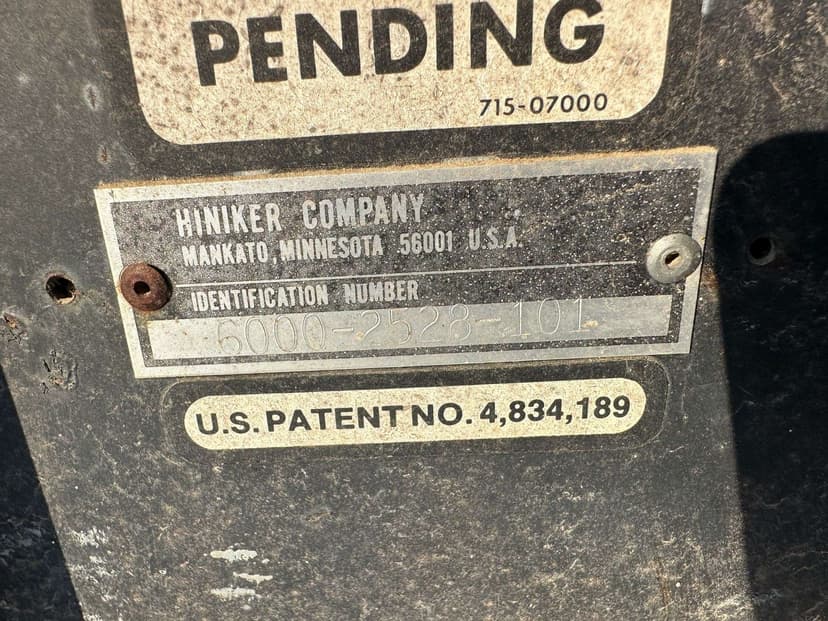 PENDING
715-07000
HINIKER COMPANY
MANKATO, MINNESOTA 56001 U.S.A.
IDENTIFICATION NUMBER
6000-2528-101
U.S. PATENT NO. 4,834,189